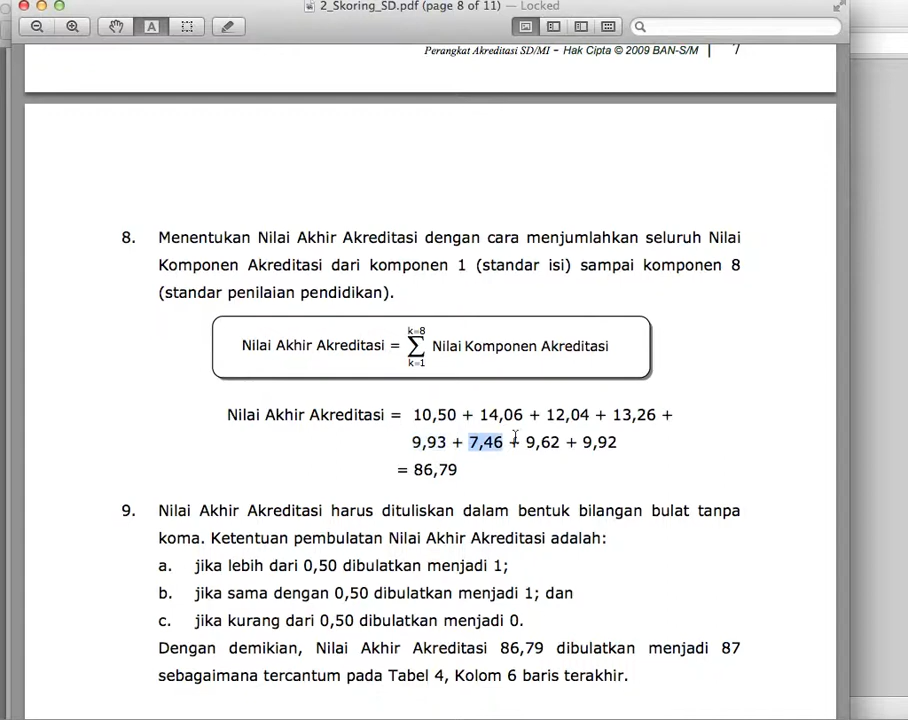 2_Skoring_SD.pdf (page 8 of 11) — Locked
A
Perangkat Akreditasi SD/MI – Hak Cipta © 2009 BAN-S/M | 7
8. Menentukan Nilai Akhir Akreditasi dengan cara menjumlahkan seluruh Nilai
Komponen Akreditasi dari komponen 1 (standar isi) sampai komponen 8
(standar penilaian pendidikan).
k=8
Nilai Akhir Akreditasi = ∑ Nilai Komponen Akreditasi
k=1
Nilai Akhir Akreditasi = 10,50 + 14,06 + 12,04 + 13,26 +
9,93 + 7,46 + 9,62 + 9,92
= 86,79
9. Nilai Akhir Akreditasi harus dituliskan dalam bentuk bilangan bulat tanpa
koma. Ketentuan pembulatan Nilai Akhir Akreditasi adalah:
a. jika lebih dari 0,50 dibulatkan menjadi 1;
b. jika sama dengan 0,50 dibulatkan menjadi 1; dan
c. jika kurang dari 0,50 dibulatkan menjadi 0.
Dengan demikian, Nilai Akhir Akreditasi 86,79 dibulatkan menjadi 87
sebagaimana tercantum pada Tabel 4, Kolom 6 baris terakhir.